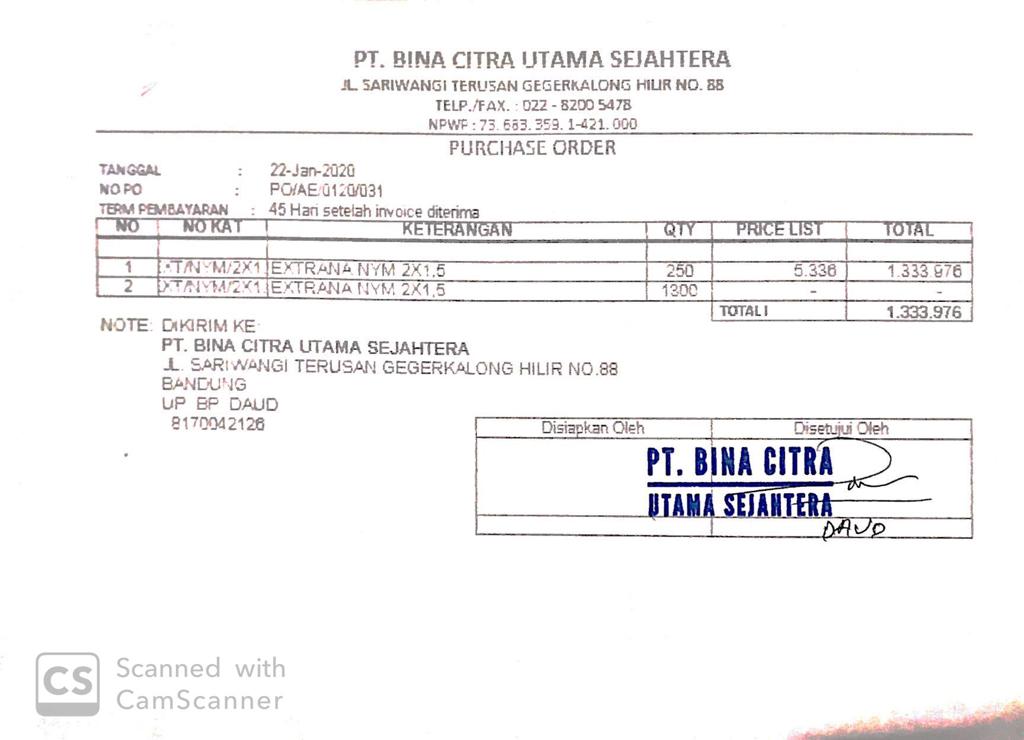 PT. BINA CITRA UTAMA SEJAHTERA
JL. SARIWANGI TERUSAN GEGERKALONG HILIR NO. 88
TELP./FAX. : 022 - 8200 5478
NPWP : 73. 683. 359. 1-421. 000
PURCHASE ORDER
TANGGAL : 22-Jan-2020
NO PO : PO/AE/0120/031
TERM PEMBAYARAN : 45 Hari setelah invoice diterima
NO NO KAT KETERANGAN QTY PRICE LIST TOTAL
1 XT/NYM/2X1 EXTRANA NYM 2X1,5 250 5.336 1.333.976
2 XT/NYM/2X1 EXTRANA NYM 2X1,5 1300 - -
TOTAL I 1.333.976
NOTE: DIKIRIM KE:
PT. BINA CITRA UTAMA SEJAHTERA
JL. SARIWANGI TERUSAN GEGERKALONG HILIR NO.88
BANDUNG
UP BP DAUD
8170042126
Disiapkan Oleh Disetujui Oleh
PT. BINA CITRA
UTAMA SEJAHTERA
DAUD
CS Scanned with
CamScanner